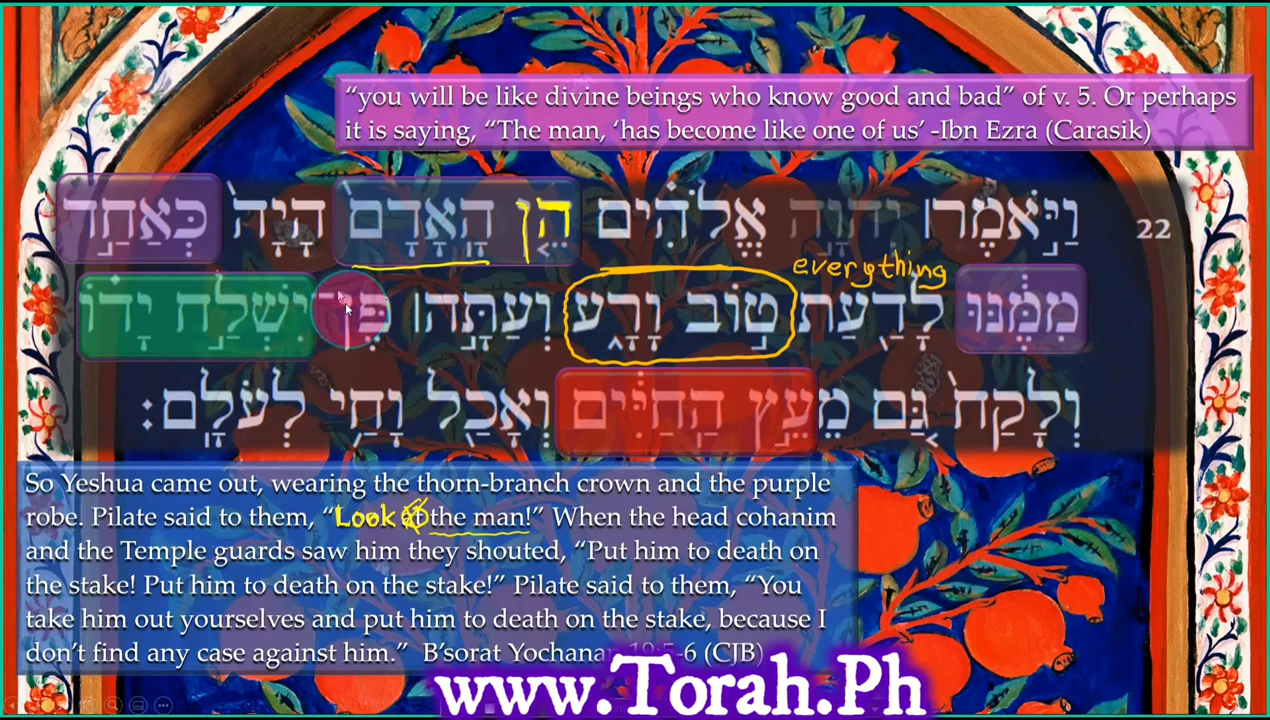 “you will be like divine beings who know good and bad” of v. 5. Or perhaps
it is saying, “The man, ‘has become like one of us’ -Ibn Ezra (Carasik)
22 וַיֹּ֣אמֶר׀ יְהֹוָ֣ה אֱלֹהִ֗ים הֵ֤ן הָֽאָדָם֙ הָיָה֙ כְּאַחַ֣ד
everything
מִמֶּ֔נּוּ לָדַ֖עַת ט֣וֹב וָרָ֑ע וְעַתָּ֣ה׀ פֶּן־יִשְׁלַ֣ח יָד֗וֹ
וְלָקַח֙ גַּ֚ם מֵעֵ֣ץ הַֽחַיִּ֔ים וְאָכַ֖ל וָחַ֥י לְעֹלָֽם׃
So Yeshua came out, wearing the thorn-branch crown and the purple
robe. Pilate said to them, “Look at the man!” When the head cohanim
and the Temple guards saw him they shouted, “Put him to death on
the stake! Put him to death on the stake!” Pilate said to them, “You
take him out yourselves and put him to death on the stake, because I
don’t find any case against him.” B’sorat Yochanan 19:5-6 (CJB)
www.Torah.Ph